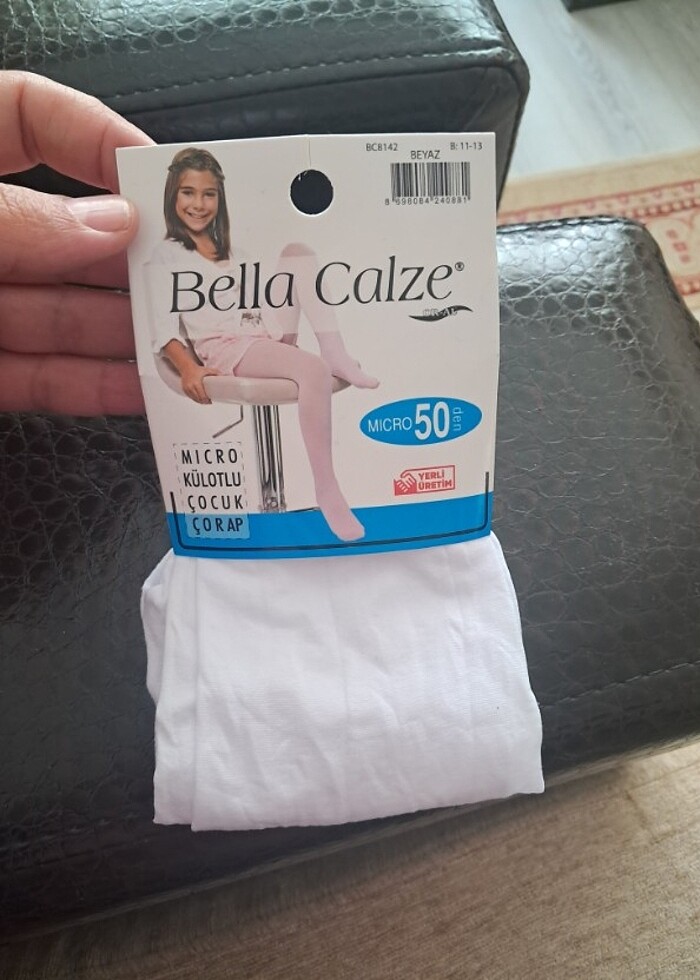 BC8142
BEYAZ
B: 11-13
8 698084 240881
Bella Calze®
MICRO 50 den
MICRO
KÜLOTLU
ÇOCUK
ÇORAP
YERLİ
ÜRETİM